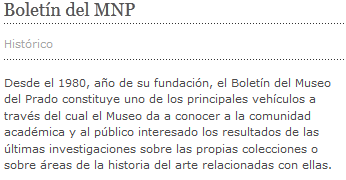 Boletín del MNP
Histórico
Desde el 1980, año de su fundación, el Boletín del Museo
del Prado constituye uno de los principales vehículos a
través del cual el Museo da a conocer a la comunidad
académica y al público interesado los resultados de las
últimas investigaciones sobre las propias colecciones o
sobre áreas de la historia del arte relacionadas con ellas.